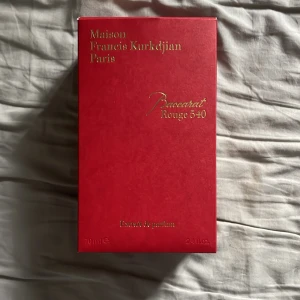 Maison
Francis Kurkdjian
Paris
Baccarat
Rouge 540
Extrait de parfum